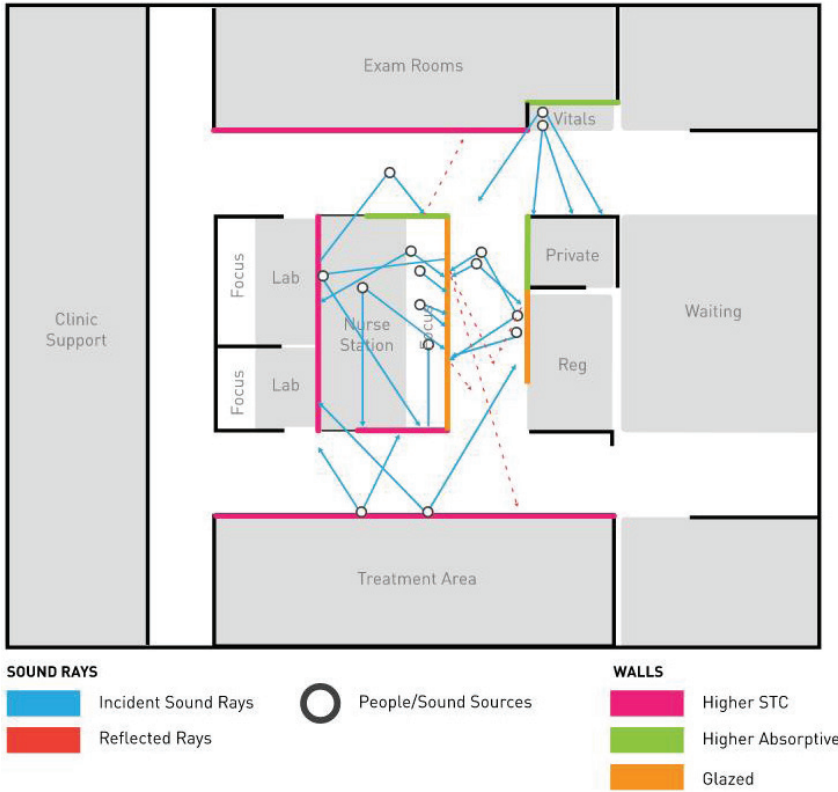 Exam Rooms
Vitals
Focus
Lab
Private
Clinic
Support
Nurse
Station
Focus
Waiting
Focus
Lab
Reg
Treatment Area
SOUND RAYS
Incident Sound Rays
Reflected Rays
People/Sound Sources
WALLS
Higher STC
Higher Absorptive
Glazed